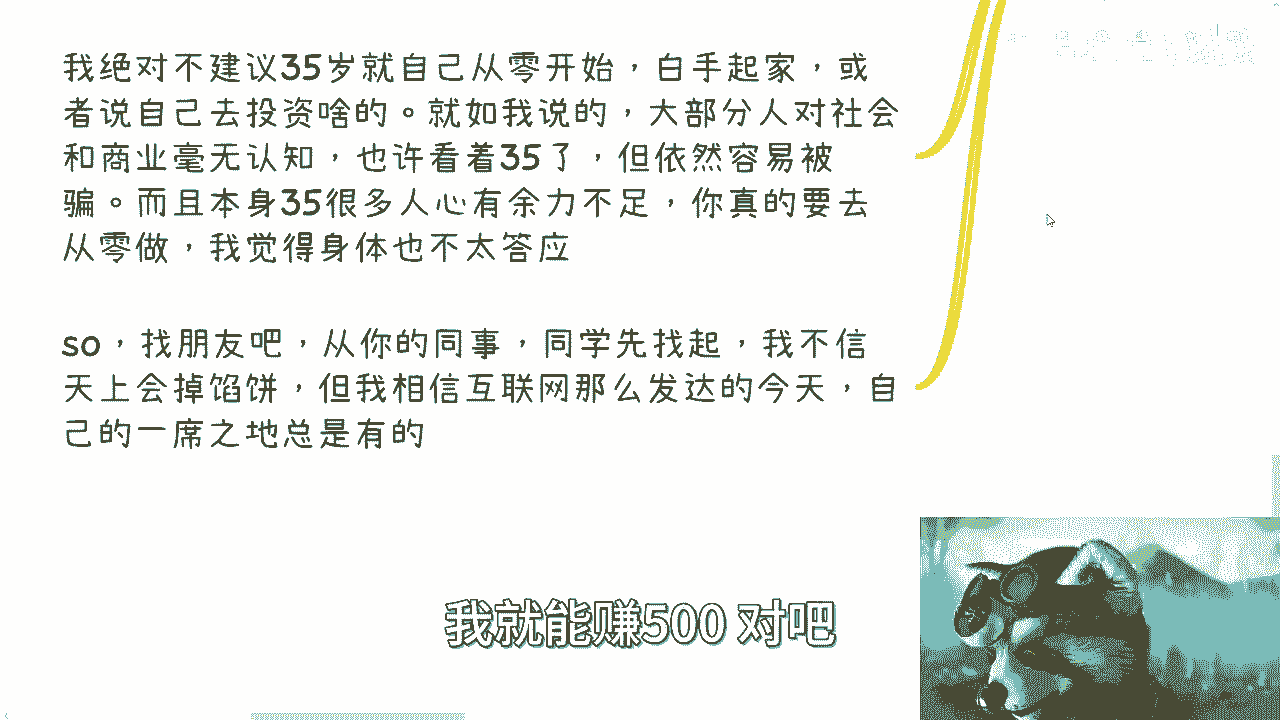 我绝对不建议35岁就自己从零开始，白手起家，或
者说自己去投资啥的。就如我说的，大部分人对社会
和商业毫无认知，也许看着35了，但依然容易被
骗。而且本身35很多人心有余力不足，你真的要去
从零做，我觉得身体也不太答应
so，找朋友吧，从你的同事，同学先找起，我不信
天上会掉馅饼，但我相信互联网那么发达的今天，自
己的一席之地总是有的
我就能赚500 对吧